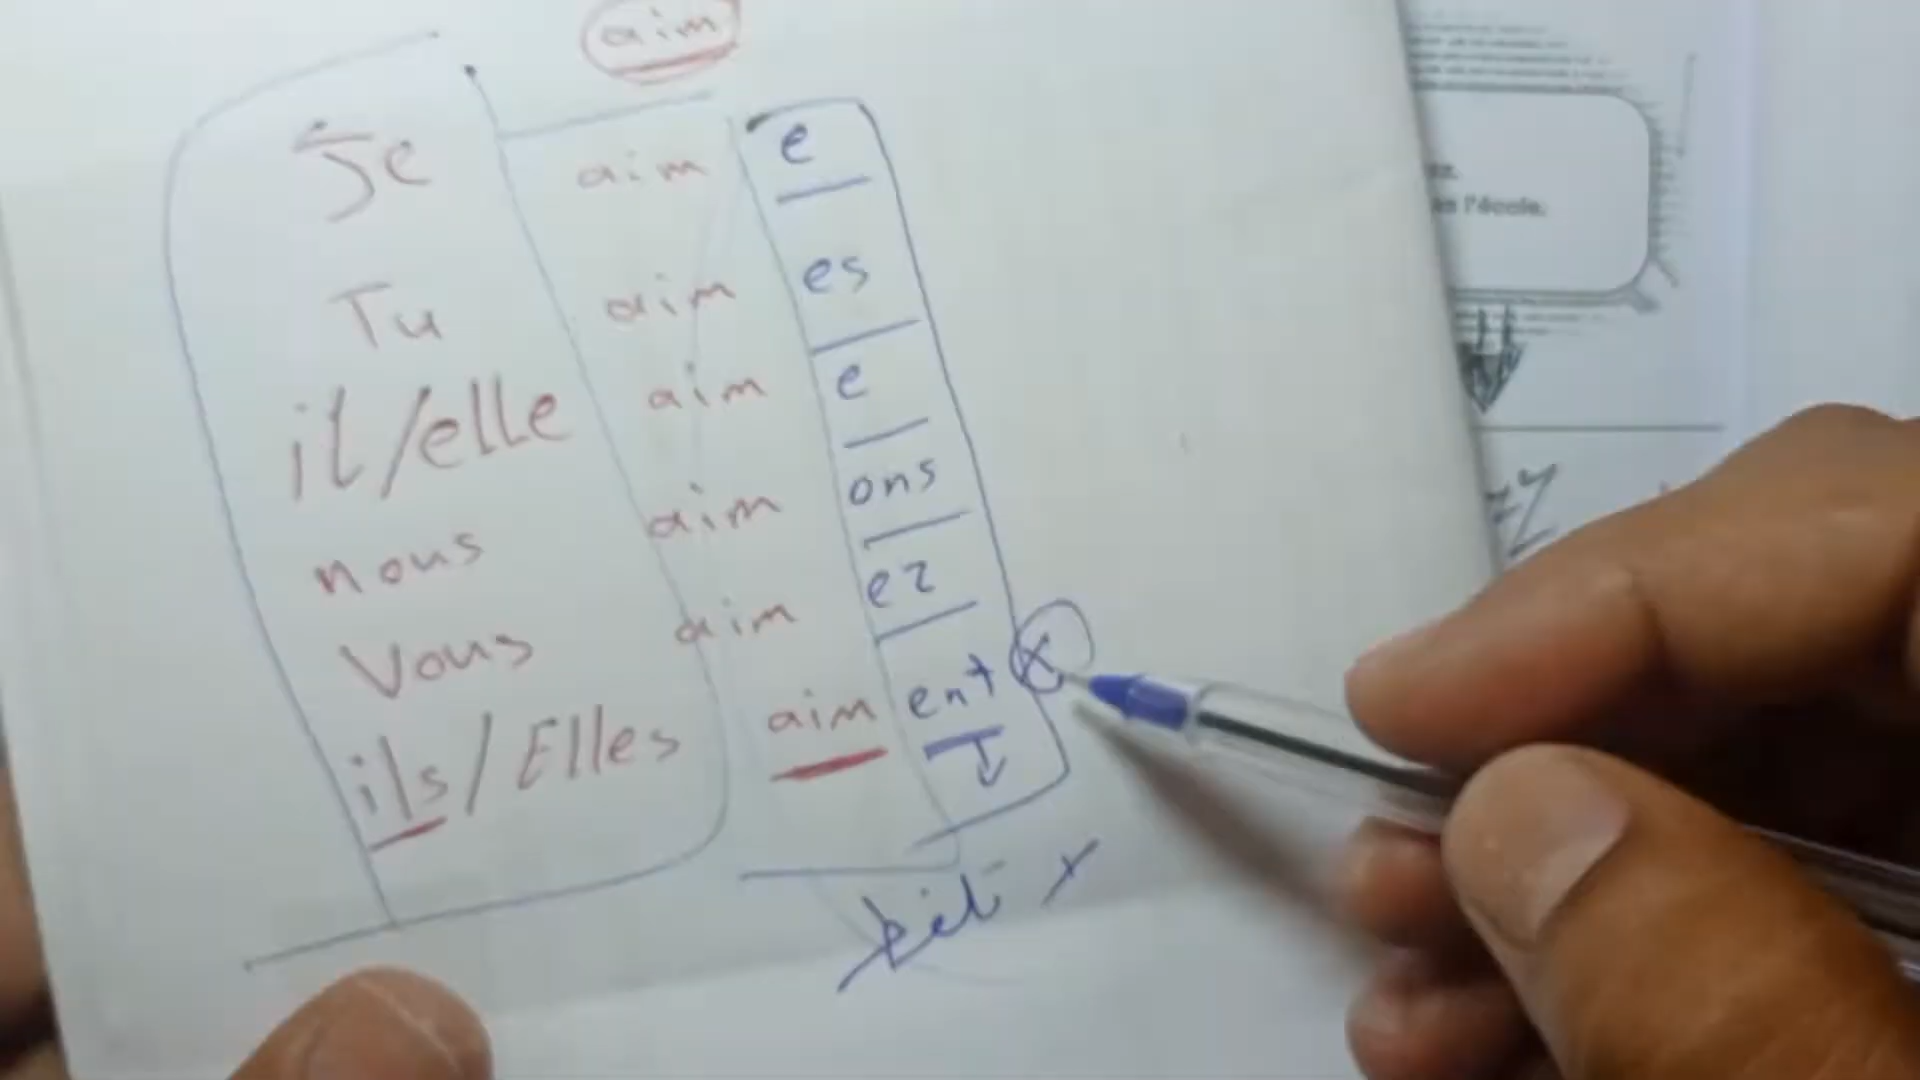 aim
Je aim e
Tu aim es
il/elle aim e
nous aim ons
Vous aim ez
ils/Elles aim ent x
à l'école.